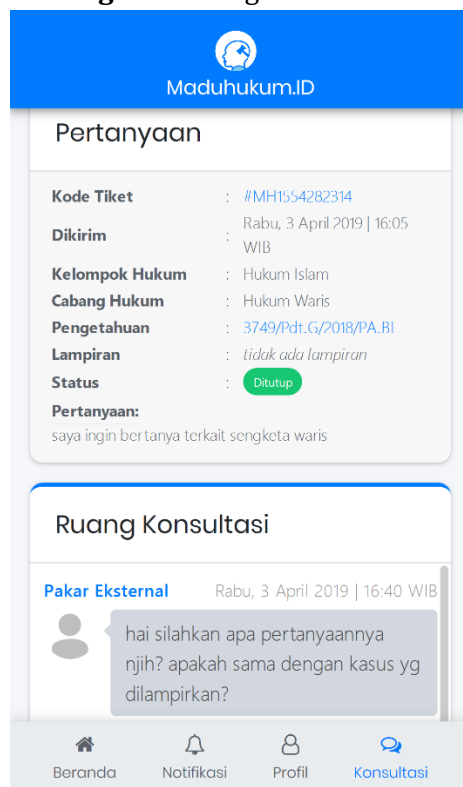 Maduhukum.ID
Pertanyaan
Kode Tiket : #MH1554282314
Dikirim : Rabu, 3 April 2019 | 16:05
WIB
Kelompok Hukum : Hukum Islam
Cabang Hukum : Hukum Waris
Pengetahuan : 3749/Pdt.G/2018/PA.BL
Lampiran : tidak ada lampiran
Status : Ditutup
Pertanyaan:
saya ingin bertanya terkait sengketa waris
Ruang Konsultasi
Pakar Eksternal Rabu, 3 April 2019 | 16:40 WIB
hai silahkan apa pertanyaannya
njih? apakah sama dengan kasus yg
dilampirkan?
Beranda Notifikasi Profil Konsultasi